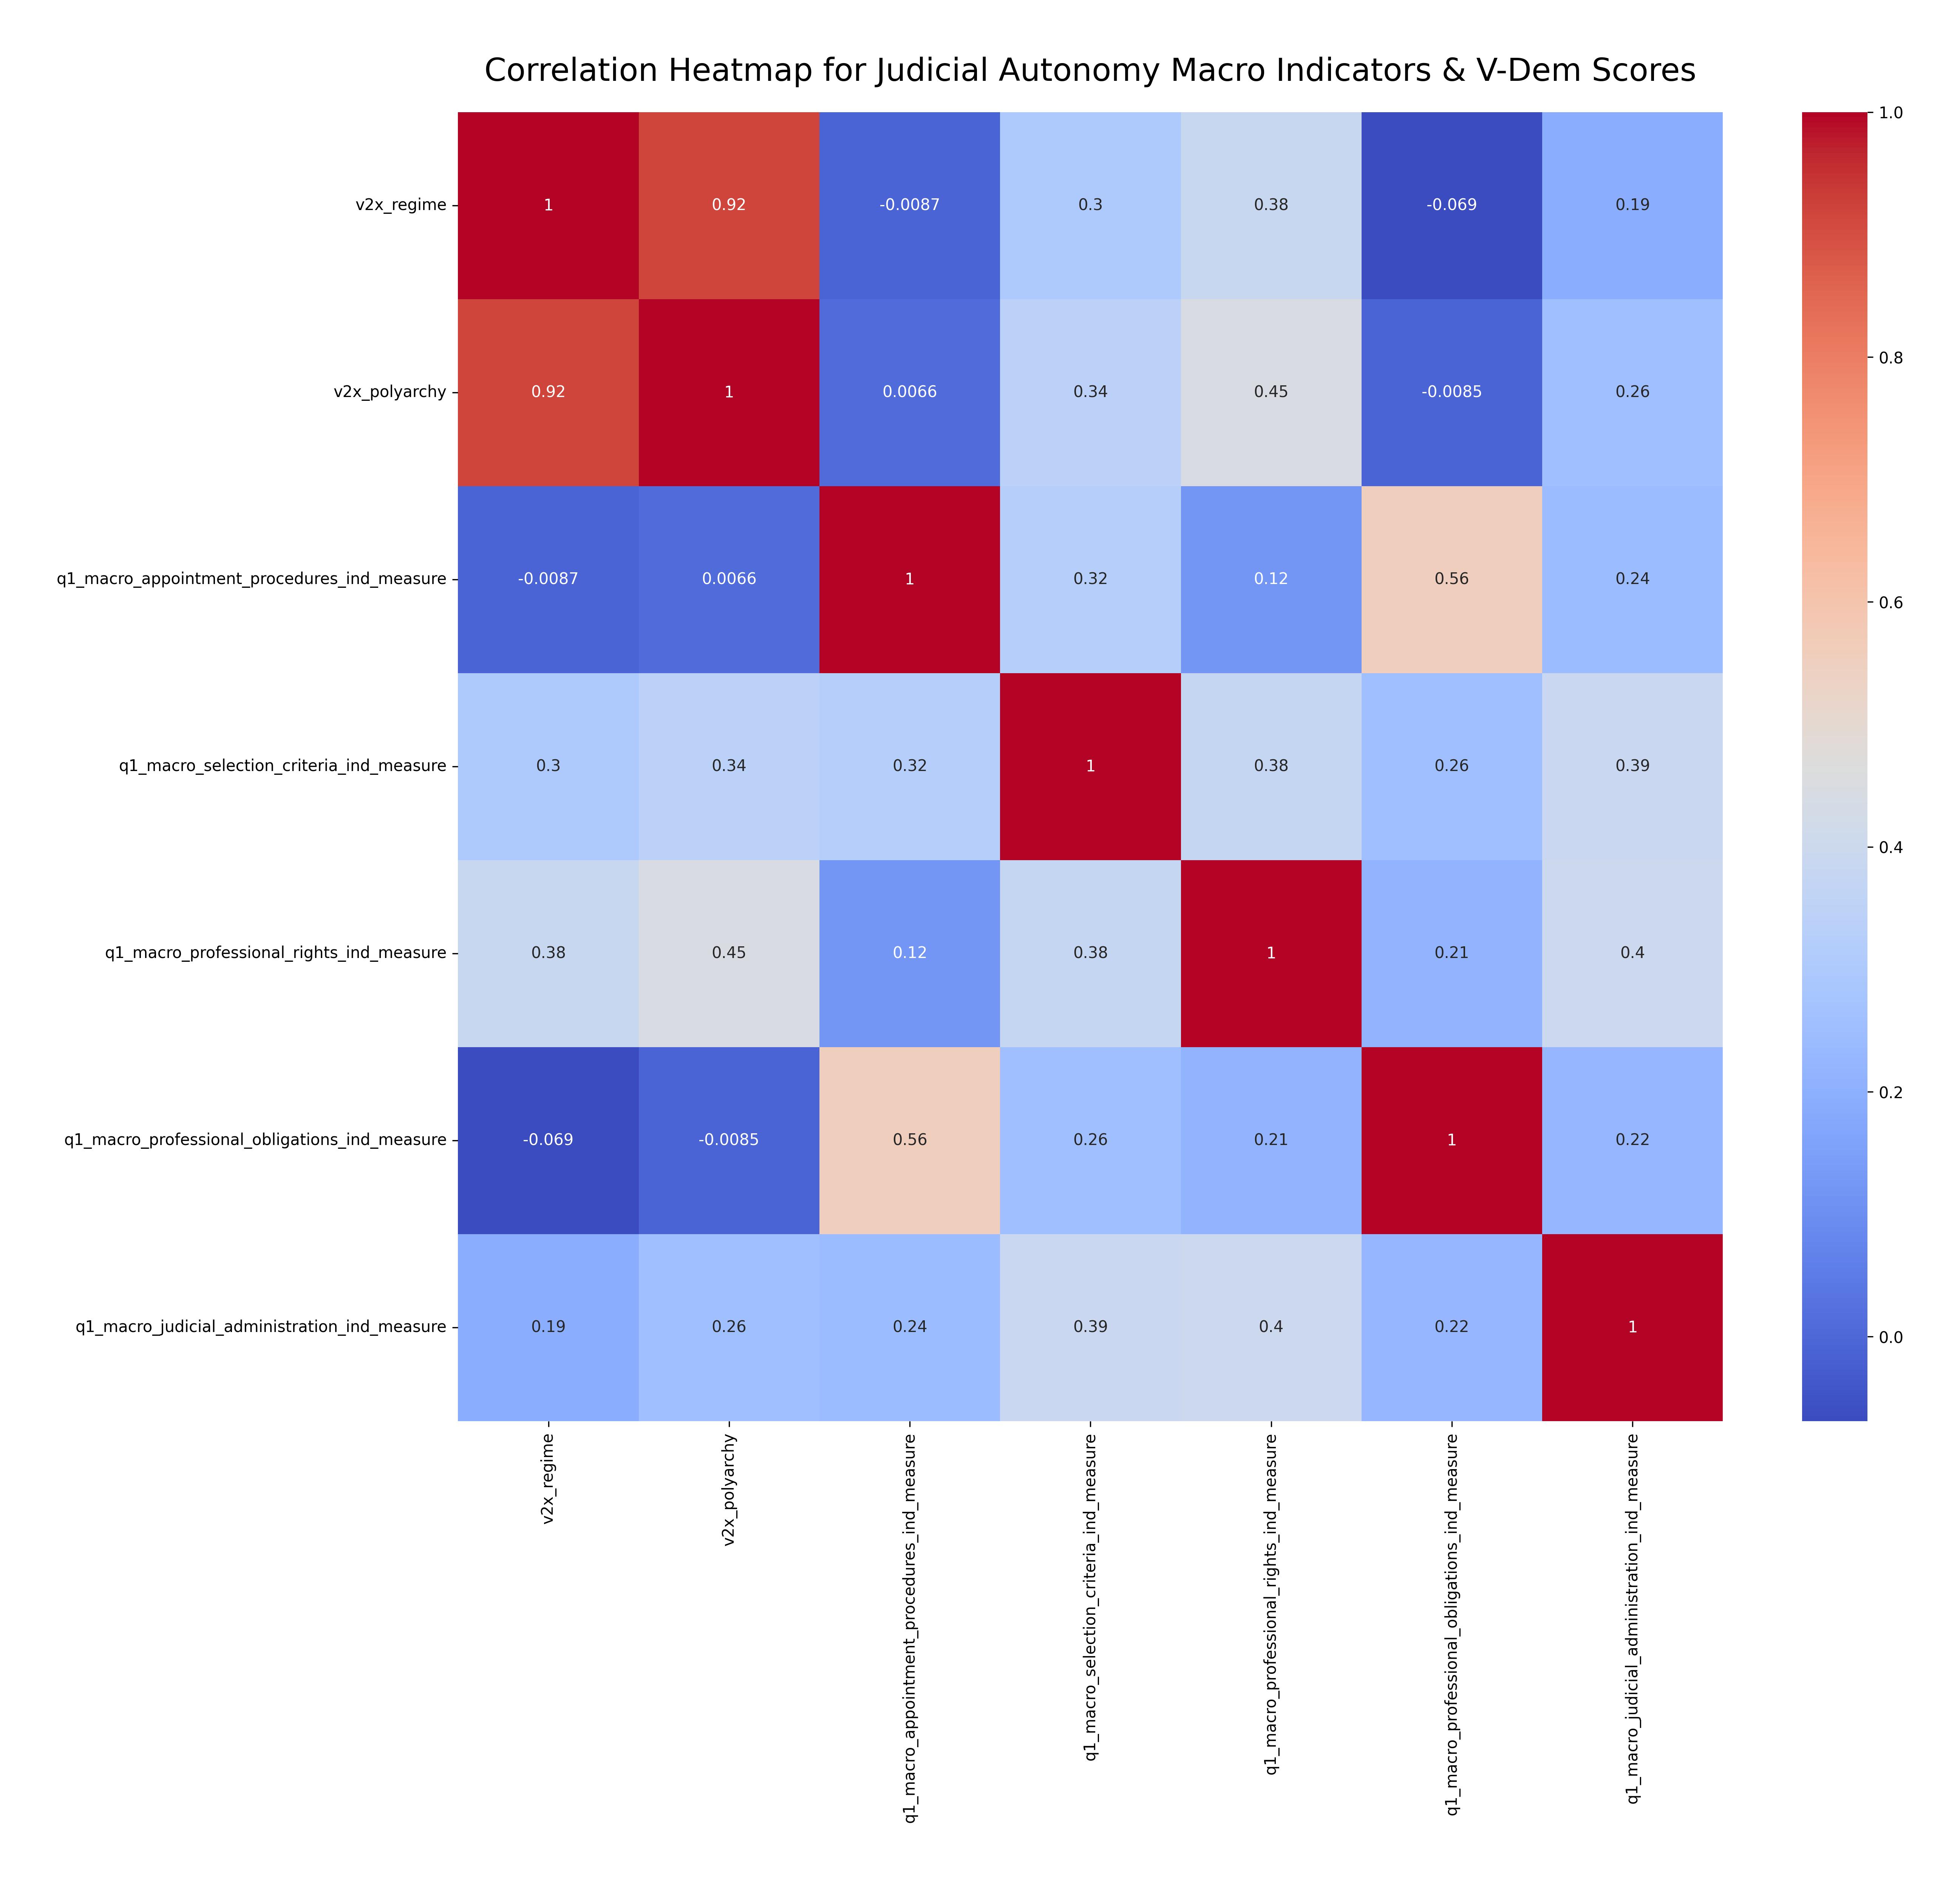 Correlation Heatmap for Judicial Autonomy Macro Indicators & V-Dem Scores
v2x_regime 1 0.92 -0.0087 0.3 0.38 -0.069 0.19
v2x_polyarchy 0.92 1 0.0066 0.34 0.45 -0.0085 0.26
q1_macro_appointment_procedures_ind_measure -0.0087 0.0066 1 0.32 0.12 0.56 0.24
q1_macro_selection_criteria_ind_measure 0.3 0.34 0.32 1 0.38 0.26 0.39
q1_macro_professional_rights_ind_measure 0.38 0.45 0.12 0.38 1 0.21 0.4
q1_macro_professional_obligations_ind_measure -0.069 -0.0085 0.56 0.26 0.21 1 0.22
q1_macro_judicial_administration_ind_measure 0.19 0.26 0.24 0.39 0.4 0.22 1
v2x_regime
v2x_polyarchy
q1_macro_appointment_procedures_ind_measure
q1_macro_selection_criteria_ind_measure
q1_macro_professional_rights_ind_measure
q1_macro_professional_obligations_ind_measure
q1_macro_judicial_administration_ind_measure
1.0
0.8
0.6
0.4
0.2
0.0